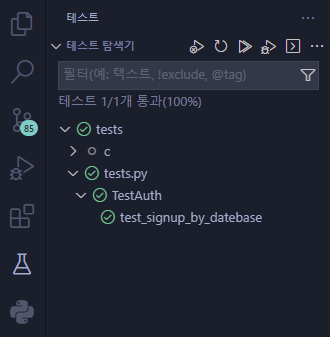 테스트
테스트 탐색기
필터(예: 텍스트, !exclude, @tag)
테스트 1/1개 통과(100%)
85
tests
c
tests.py
TestAuth
test_signup_by_datebase